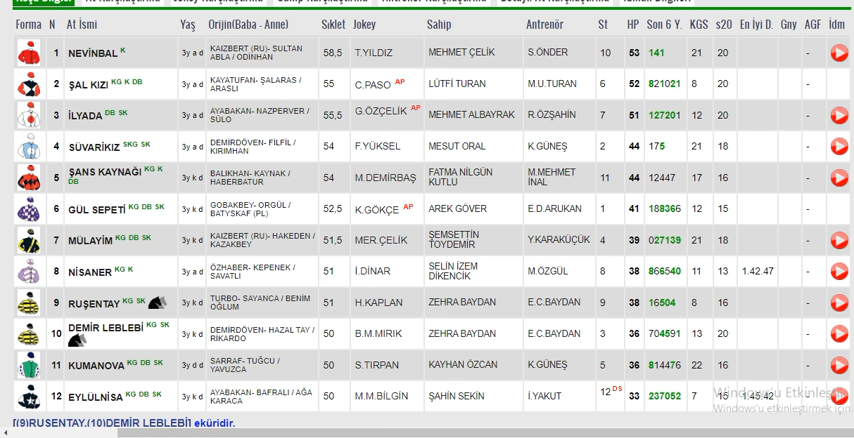 Koşu Bilgileri
Forma N At İsmi Yaş Orijin(Baba - Anne) Sıklet Jokey Sahip Antrenör St HP Son 6 Y. KGS s20 En İyi D. Gny AGF İdm
1 NEVİNBAL K 3y a d KAIZBERT (RU)- SULTAN ABLA / ODİNHAN 58,5 T.YILDIZ MEHMET ÇELİK S.ÖNDER 10 53 141 21 20 -
2 ŞAL KIZI KG K DB 3y a d KAYATUFAN- ŞALARAS / ARASLI 55 C.PASO AP LÜTFİ TURAN M.U.TURAN 6 52 821021 8 20 -
3 İLYADA DB SK 3y a d AYABAKAN- NAZPERVER / SÜLO 55,5 G.ÖZÇELİK AP MEHMET ALBAYRAK R.ÖZŞAHİN 7 51 127201 12 20 -
4 SÜVARİKIZ SKG SK 3y a d DEMİRDÖVEN- FİLFİL / KIRIMHAN 54 F.YÜKSEL MESUT ORAL K.GÜNEŞ 2 44 175 21 18 -
5 ŞANS KAYNAĞI KG K DB 3y k d BALIKHAN- KAYNAK / HABERBATUR 54 M.DEMİRBAŞ FATMA NİLGÜN KUTLU M.MEHMET İNAL 11 44 12447 17 16 -
6 GÜL SEPETİ KG DB SK 3y k d GOBAKBEY- ORGÜL / BATYSKAF (PL) 52,5 K.GÖKÇE AP AREK GÖVER E.D.ARUKAN 1 41 188366 12 15 -
7 MÜLAYİM KG DB SK 3y k d KAIZBERT (RU)- HAKEDEN / KAZAKBEY 51,5 MER.ÇELİK ŞEMSETTİN TOYDEMİR Y.KARAKÜÇÜK 4 39 027139 21 18 -
8 NİSANER KG K 3y a d ÖZHABER- KEPENEK / SAVATLI 51 İ.DİNAR SELİN İZEM DİKENCİK M.ÖZGÜL 8 38 866540 11 13 1.42.47 -
9 RUŞENTAY KG SK 3y k d TURBO- SAYANCA / BENİM OĞLUM 51 H.KAPLAN ZEHRA BAYDAN E.C.BAYDAN 9 38 16504 8 16 -
10 DEMİR LEBLEBİ KG SK 3y k d DEMİRDÖVEN- HAZAL TAY / RİKARDO 50 B.M.MIRIK ZEHRA BAYDAN E.C.BAYDAN 3 36 704591 13 20 -
11 KUMANOVA KG DB SK 3y d d SARRAF- TUĞCU / YAVUZCA 50 S.TIRPAN KAYHAN ÖZCAN K.GÜNEŞ 5 36 814476 22 16 -
12 EYLÜLNİSA KG DB SK 3y k d AYABAKAN- BAFRALI / AĞA KARACA 50 M.M.BİLGİN ŞAHİN SEKİN İ.YAKUT 12 DS 33 237052 7 15 1.45.42 -
Windows'u Etkinleş
Windows'u etkinleştirmek için
[(9)RUŞENTAY,(10)DEMİR LEBLEBİ] eküridir.